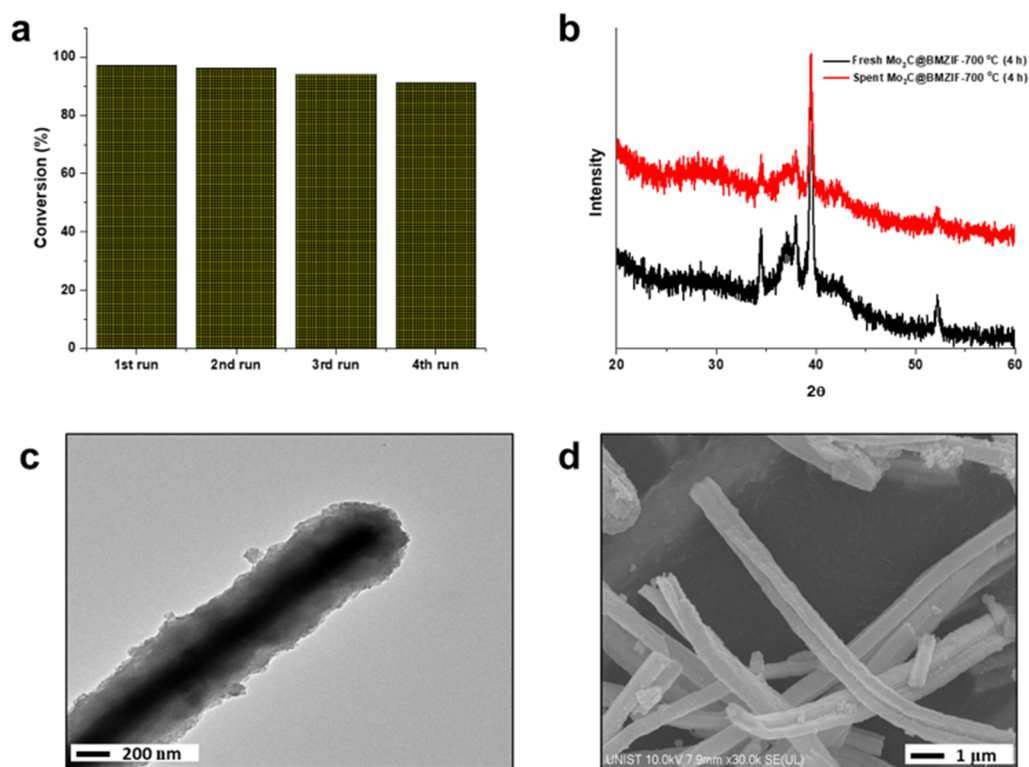 a
100
80
60
40
20
0
Conversion (%)
1st run 2nd run 3rd run 4th run
b
Fresh Mo₂C@BMZIF-700 °C (4 h)
Spent Mo₂C@BMZIF-700 °C (4 h)
Intensity
20 30 40 50 60
2θ
c
200 nm
d
UNIST 10.0kV 7.9mm x30.0k SE(UL)
1 µm